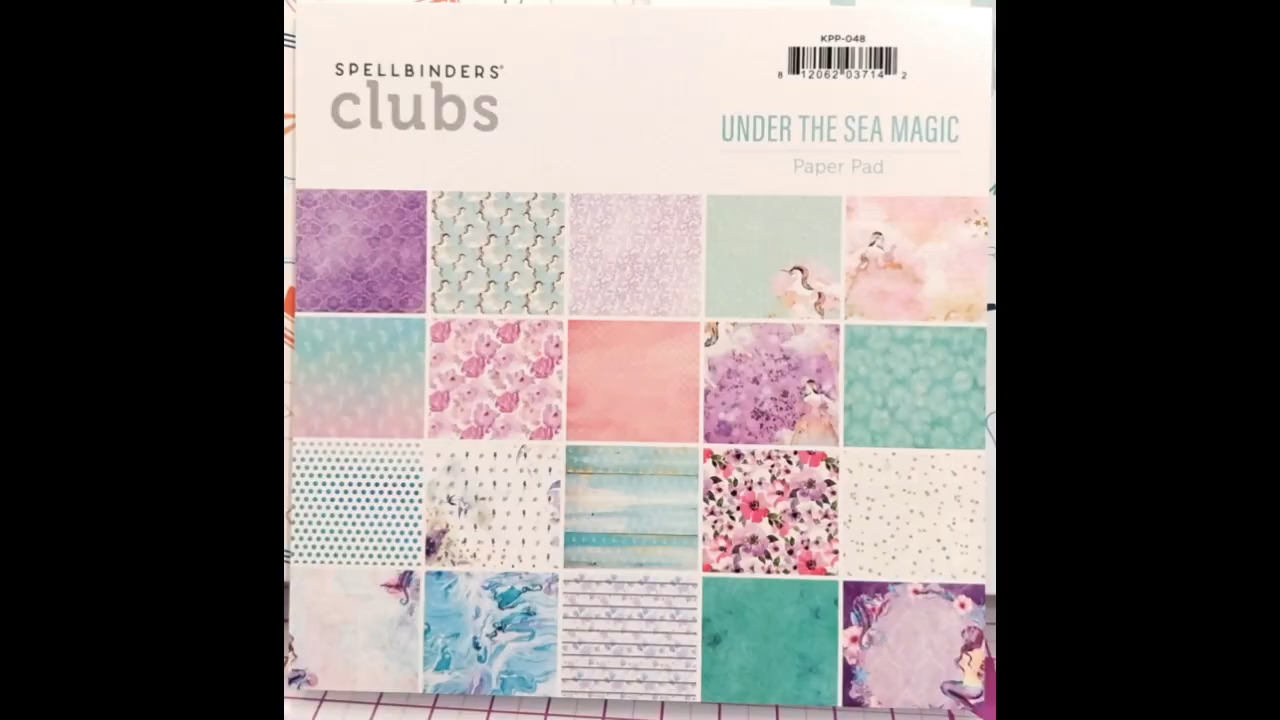 SPELLBINDERS®
clubs
KPP-048
8 12062 03714 2
UNDER THE SEA MAGIC
Paper Pad